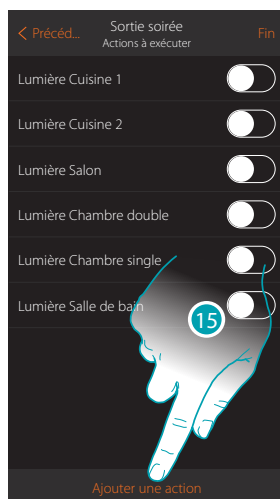 < Précéd... Sortie soirée Fin
Actions à exécuter
Lumière Cuisine 1
Lumière Cuisine 2
Lumière Salon
Lumière Chambre double
Lumière Chambre single
Lumière Salle de bain
15
Ajouter une action